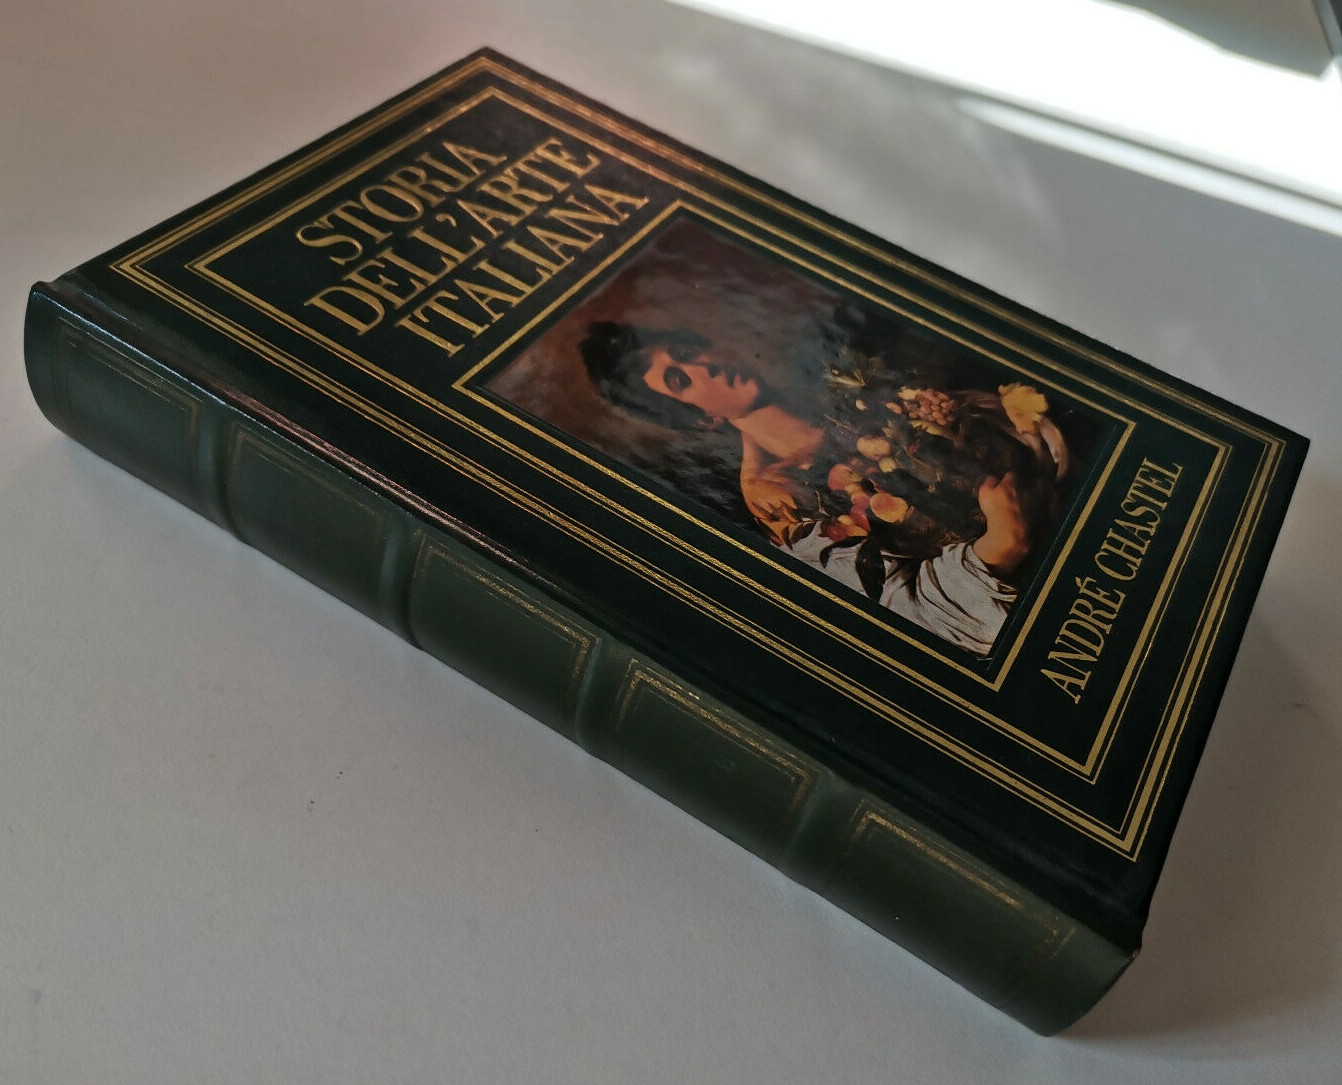 STORIA
DELL'ARTE
ITALIANA
ANDRÉ CHASTEL